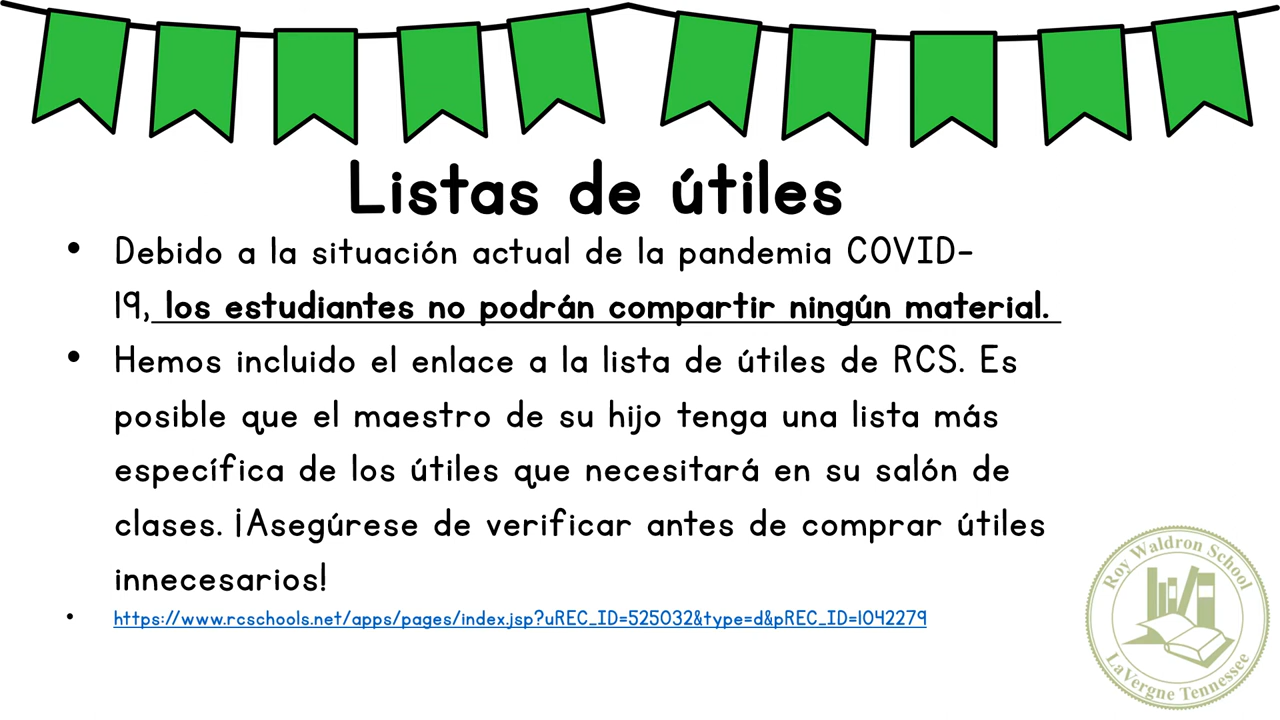 Listas de útiles
• Debido a la situación actual de la pandemia COVID-
19, los estudiantes no podrán compartir ningún material.
• Hemos incluido el enlace a la lista de útiles de RCS. Es
posible que el maestro de su hijo tenga una lista más
específica de los útiles que necesitará en su salón de
clases. ¡Asegúrese de verificar antes de comprar útiles
innecesarios!
• https://www.rcschools.net/apps/pages/index.jsp?uREC_ID=525032&type=d&pREC_ID=1042279
Roy Waldron School
LaVergne Tennessee